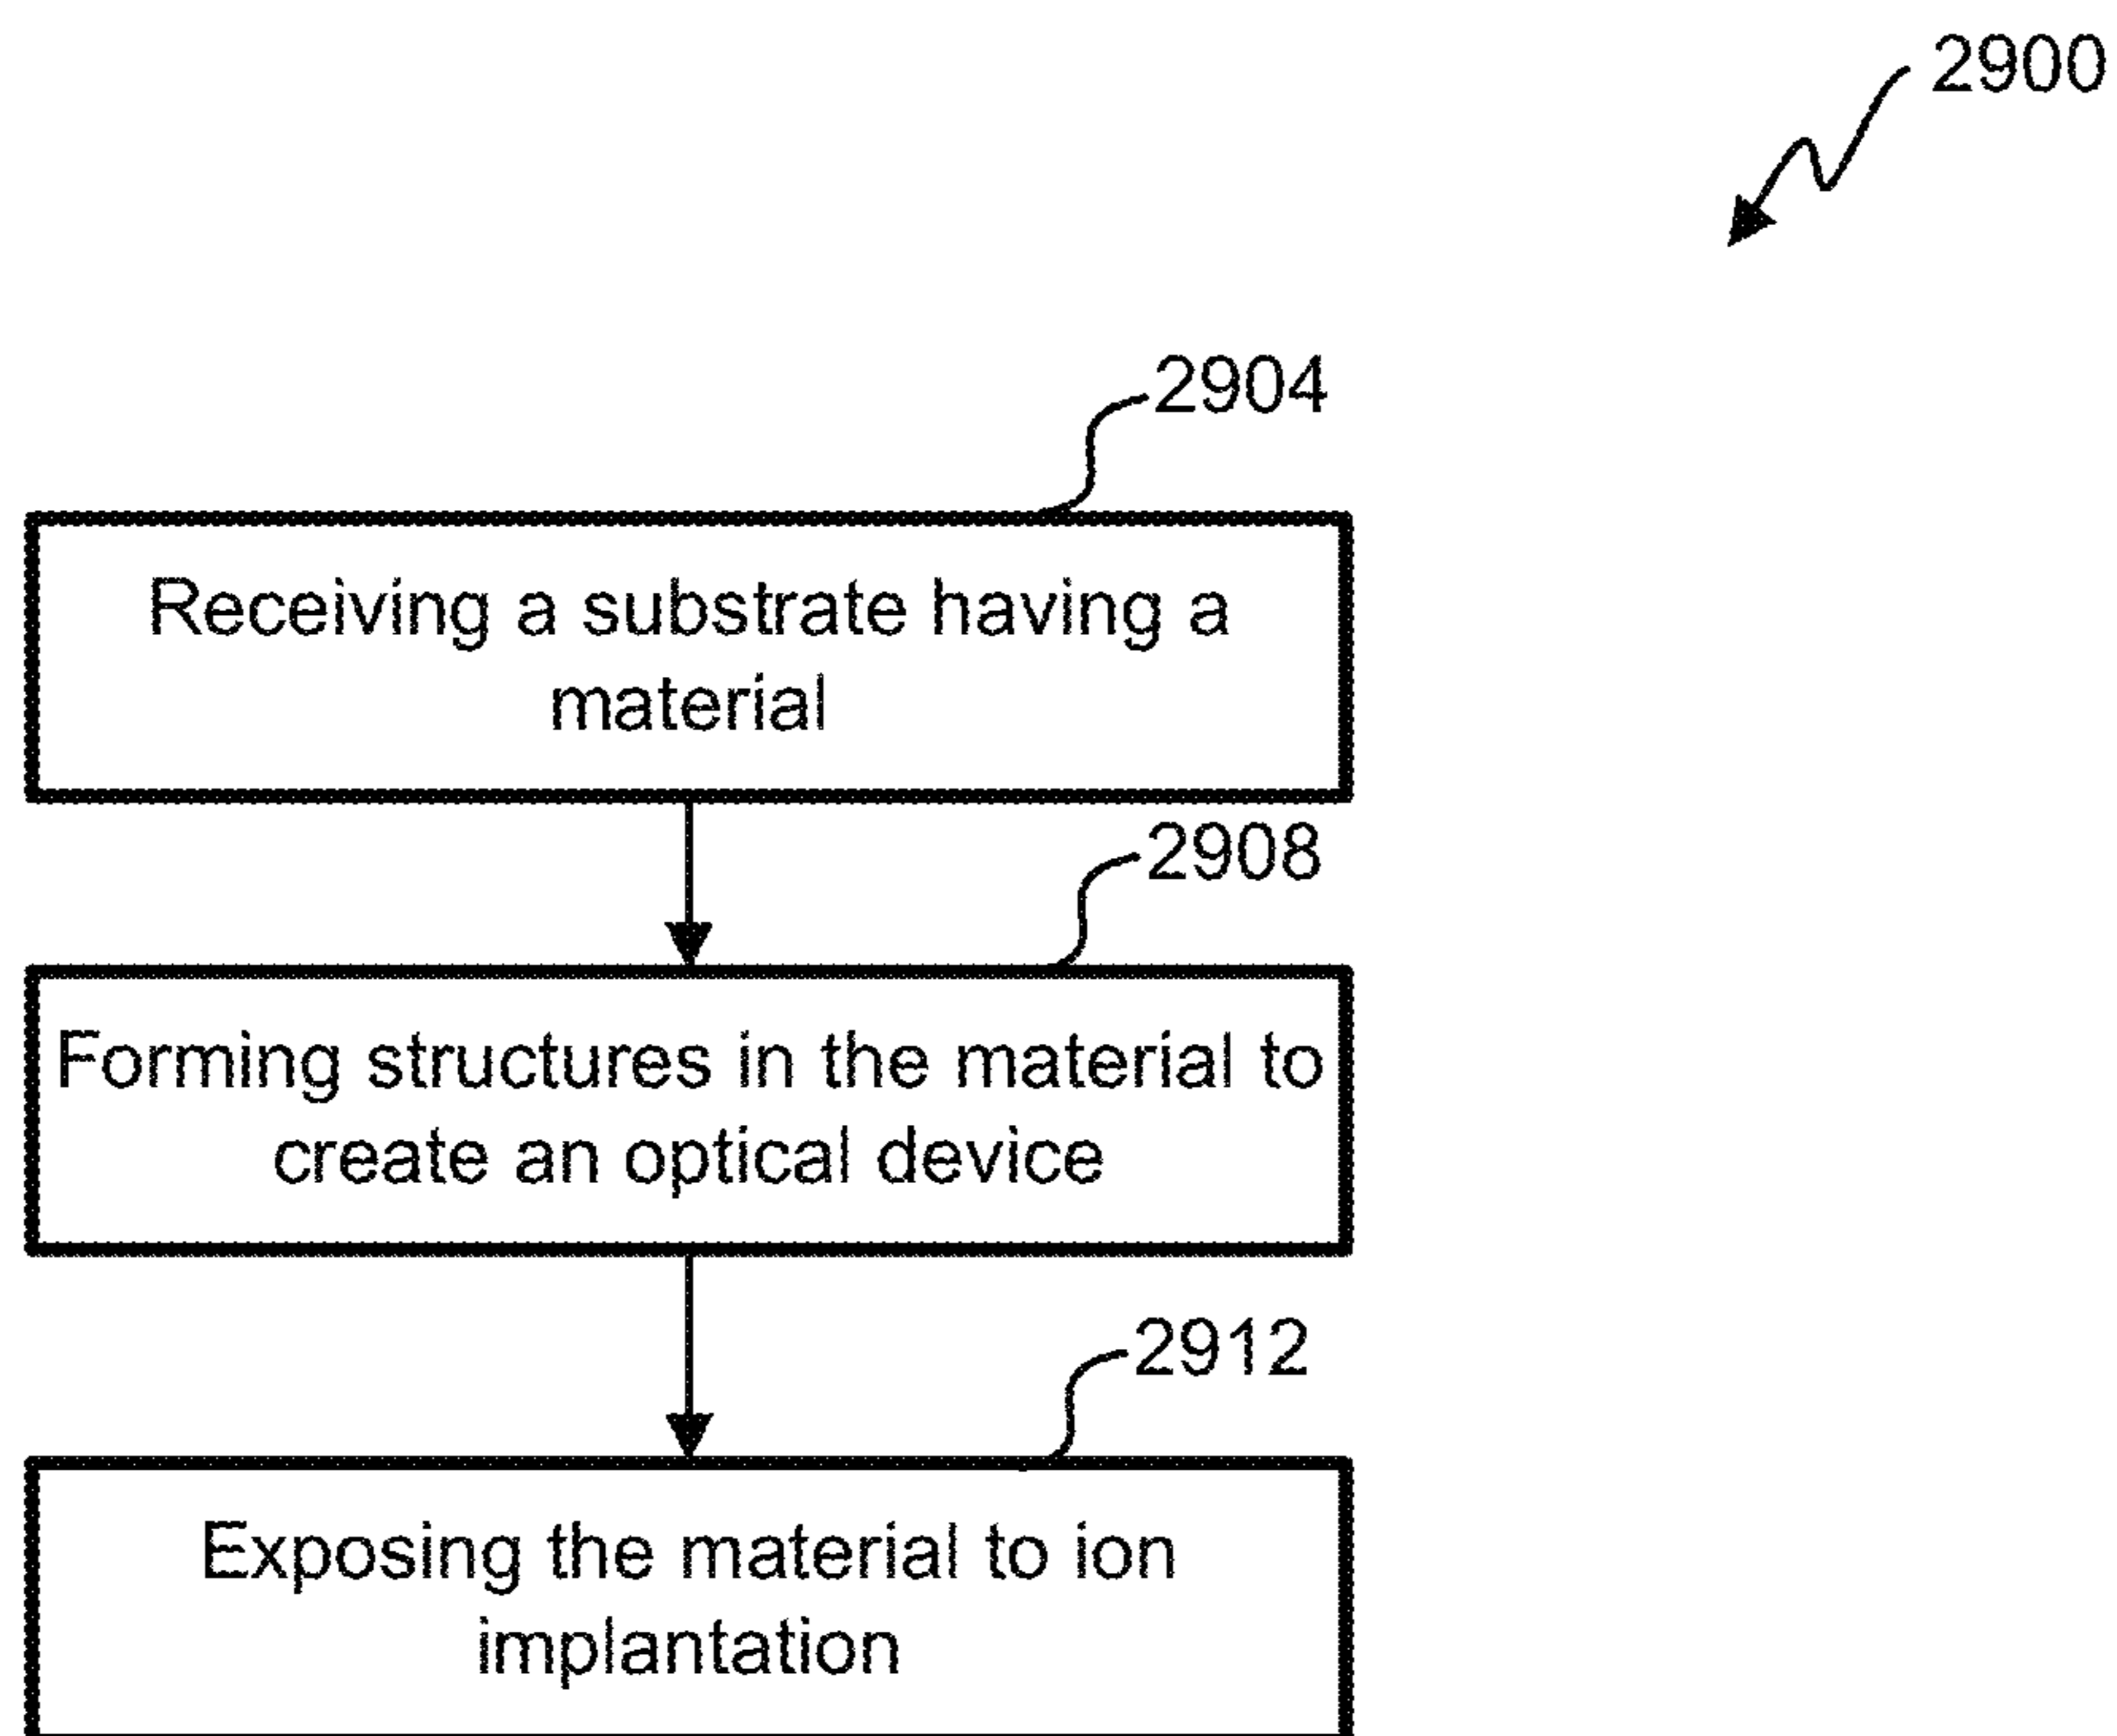 2900
2904
Receiving a substrate having a
material
2908
Forming structures in the material to
create an optical device
2912
Exposing the material to ion
implantation